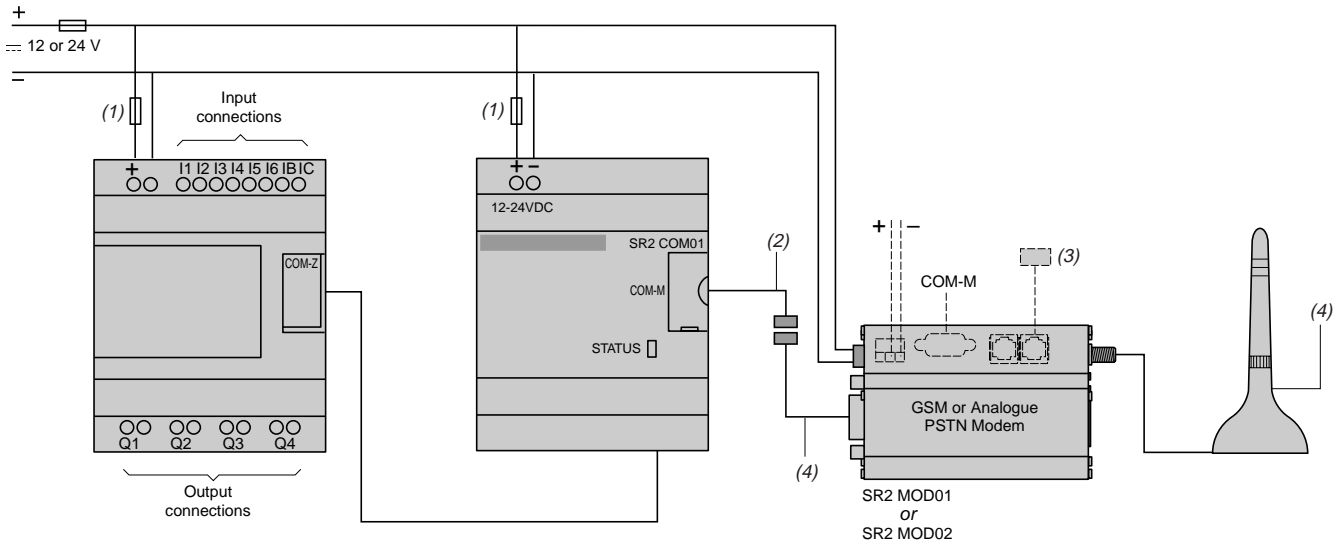 +
12 or 24 V
–
(1)
Input
connections
(1)
+
I1 I2 I3 I4 I5 I6 IB IC
+ –
12-24VDC
SR2 COM01
COM-Z
COM-M
STATUS
(2)
+ –
(3)
COM-M
(4)
GSM or Analogue
PSTN Modem
(4)
Q1 Q2 Q3 Q4
Output
connections
SR2 MOD01
or
SR2 MOD02